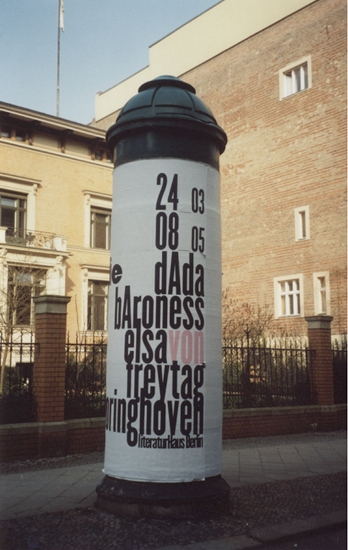 24 03
08 05
dAda
e
bAroness
elsa von
freytag
ringhoven
literaturHaus Berlin